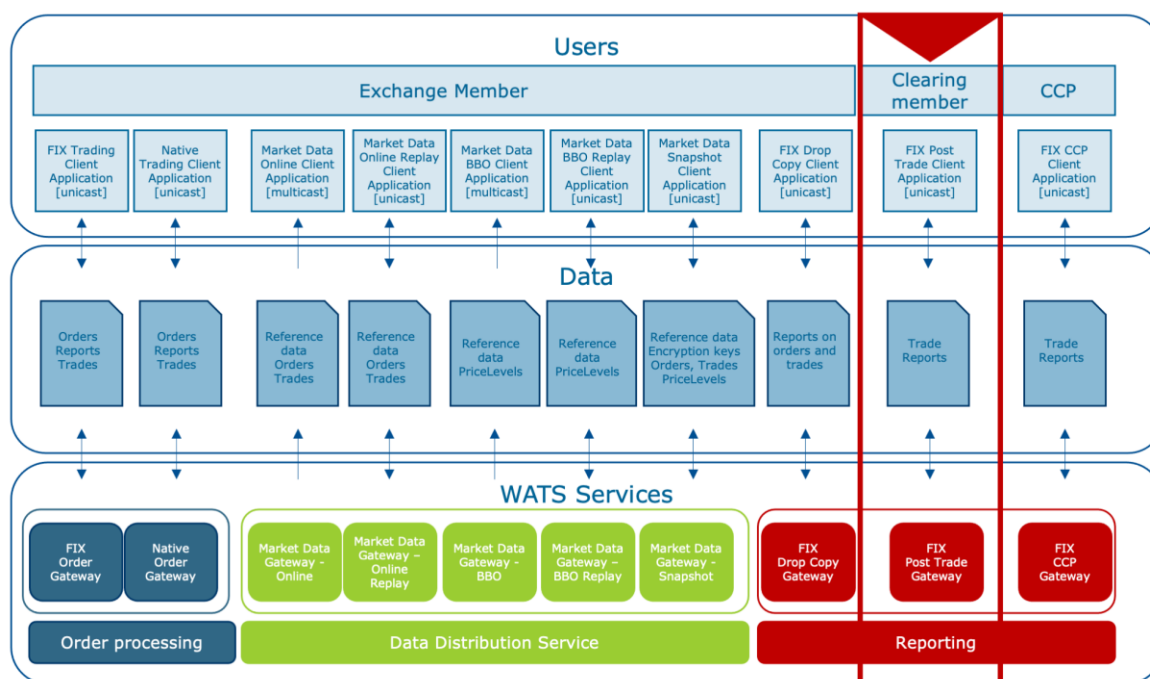 Users
Exchange Member
Clearing
member
CCP
FIX Trading
Client
Application
[unicast]
Native
Trading Client
Application
[unicast]
Market Data
Online Client
Application
[multicast]
Market Data
Online Replay
Client
Application
[unicast]
Market Data
BBO Client
Application
[multicast]
Market Data
BBO Replay
Client
Application
[unicast]
Market Data
Snapshot
Client
Application
[unicast]
FIX Drop
Copy Client
Application
[unicast]
FIX Post
Trade Client
Application
[unicast]
FIX CCP
Client
Application
[unicast]
Data
Orders
Reports
Trades
Orders
Reports
Trades
Reference
data
Orders
Trades
Reference
data
Orders
Trades
Reference
data
PriceLevels
Reference
data
PriceLevels
Reference data
Encryption keys
Orders, Trades
PriceLevels
Reports on
orders and
trades
Trade
Reports
Trade
Reports
WATS Services
FIX
Order
Gateway
Native
Order
Gateway
Market Data
Gateway -
Online
Market Data
Gateway –
Online
Replay
Market Data
Gateway -
BBO
Market Data
Gateway –
BBO Replay
Market Data
Gateway -
Snapshot
FIX
Drop Copy
Gateway
FIX
Post Trade
Gateway
FIX
CCP
Gateway
Order processing
Data Distribution Service
Reporting